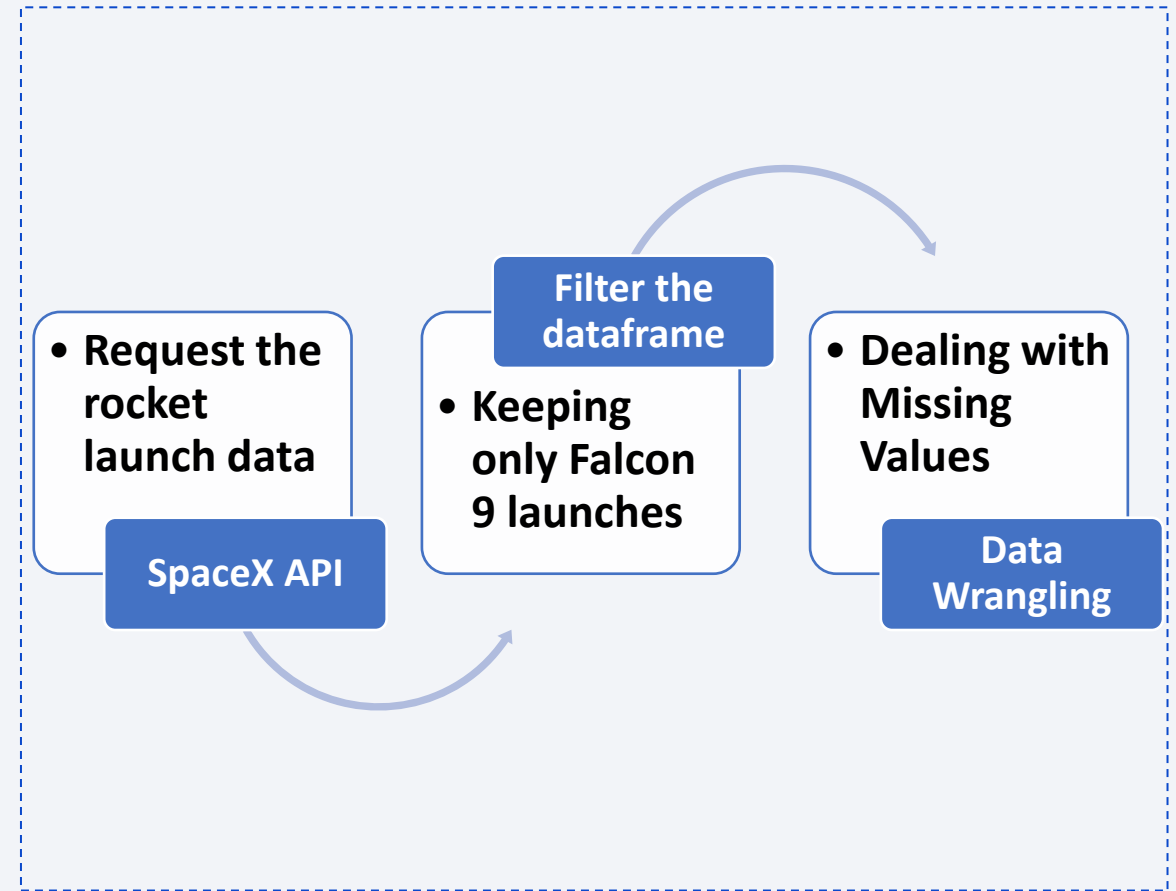 • Request the
rocket
launch data
SpaceX API
Filter the
dataframe
• Keeping
only Falcon
9 launches
• Dealing with
Missing
Values
Data
Wrangling